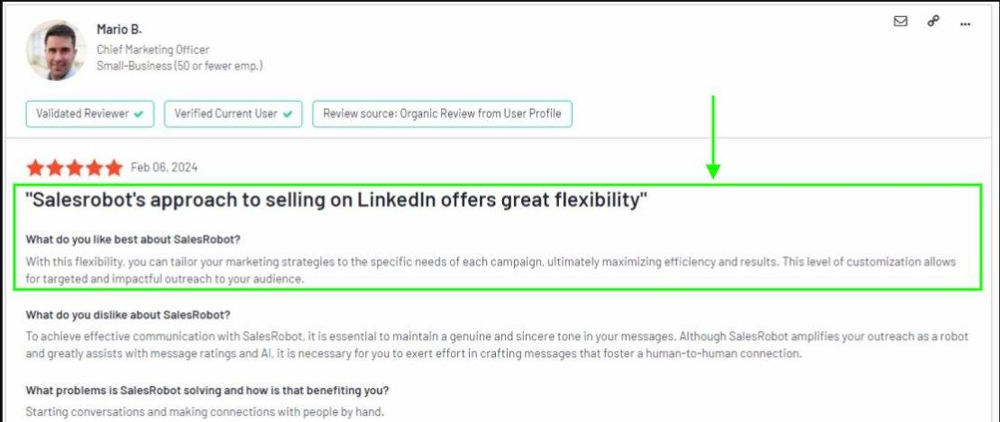 Mario B.
Chief Marketing Officer
Small-Business (50 or fewer emp.)
Validated Reviewer
Verified Current User
Review source: Organic Review from User Profile
Feb 06, 2024
"Salesrobot's approach to selling on LinkedIn offers great flexibility"
What do you like best about SalesRobot?
With this flexibility, you can tailor your marketing strategies to the specific needs of each campaign, ultimately maximizing efficiency and results. This level of customization allows
for targeted and impactful outreach to your audience.
What do you dislike about SalesRobot?
To achieve effective communication with SalesRobot, it is essential to maintain a genuine and sincere tone in your messages. Although SalesRobot amplifies your outreach as a robot
and greatly assists with message ratings and AI, it is necessary for you to exert effort in crafting messages that foster a human-to-human connection.
What problems is SalesRobot solving and how is that benefiting you?
Starting conversations and making connections with people by hand.